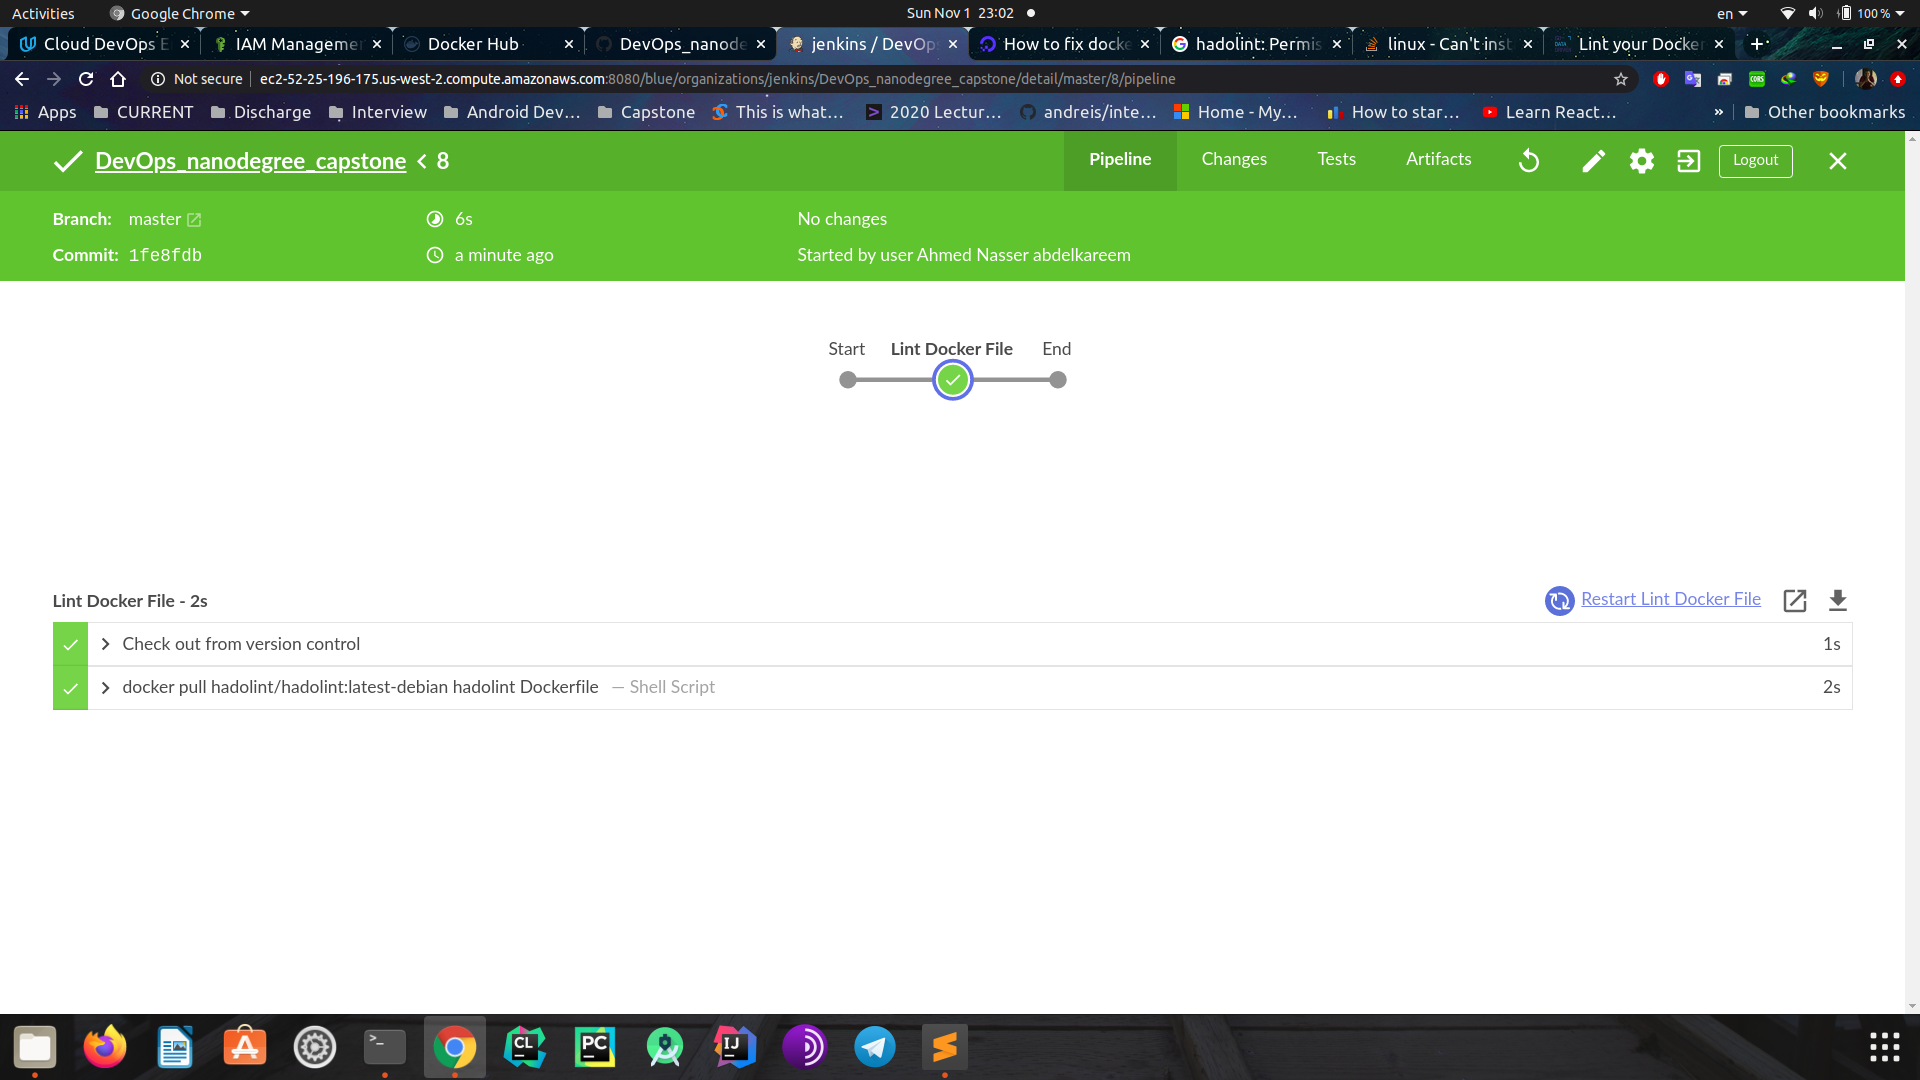 Activities Google Chrome Sun Nov 1 23:02 en 100 %
Cloud DevOps E IAM Manageme Docker Hub DevOps_nanode jenkins / DevOp How to fix docke hadolint: Permis linux - Can't inst Lint your Docker
Not secure ec2-52-25-196-175.us-west-2.compute.amazonaws.com:8080/blue/organizations/jenkins/DevOps_nanodegree_capstone/detail/master/8/pipeline
Apps CURRENT Discharge Interview Android Dev... Capstone This is what... 2020 Lectur... andreis/inte... Home - My... How to star... Learn React... » Other bookmarks
DevOps_nanodegree_capstone < 8 Pipeline Changes Tests Artifacts Logout
Branch: master 6s No changes
Commit: 1fe8fdb a minute ago Started by user Ahmed Nasser abdelkareem
Start Lint Docker File End
Lint Docker File - 2s Restart Lint Docker File
Check out from version control 1s
docker pull hadolint/hadolint:latest-debian hadolint Dockerfile — Shell Script 2s
CL PC IJ